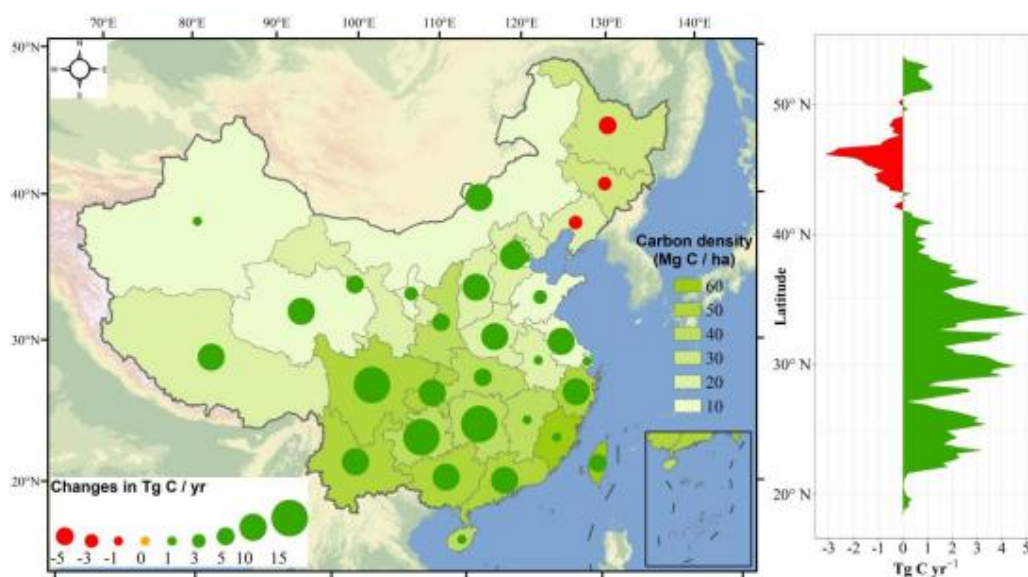 70°E 80°E 90°E 100°E 110°E 120°E 130°E 140°E
50°N
40°N
30°N
20°N
Carbon density
(Mg C / ha)
60
50
40
30
20
10
Changes in Tg C / yr
-5 -3 -1 0 1 3 5 10 15
50° N
40° N
30° N
20° N
Latitude
-3 -2 -1 0 1 2 3 4 5
Tg C yr⁻¹